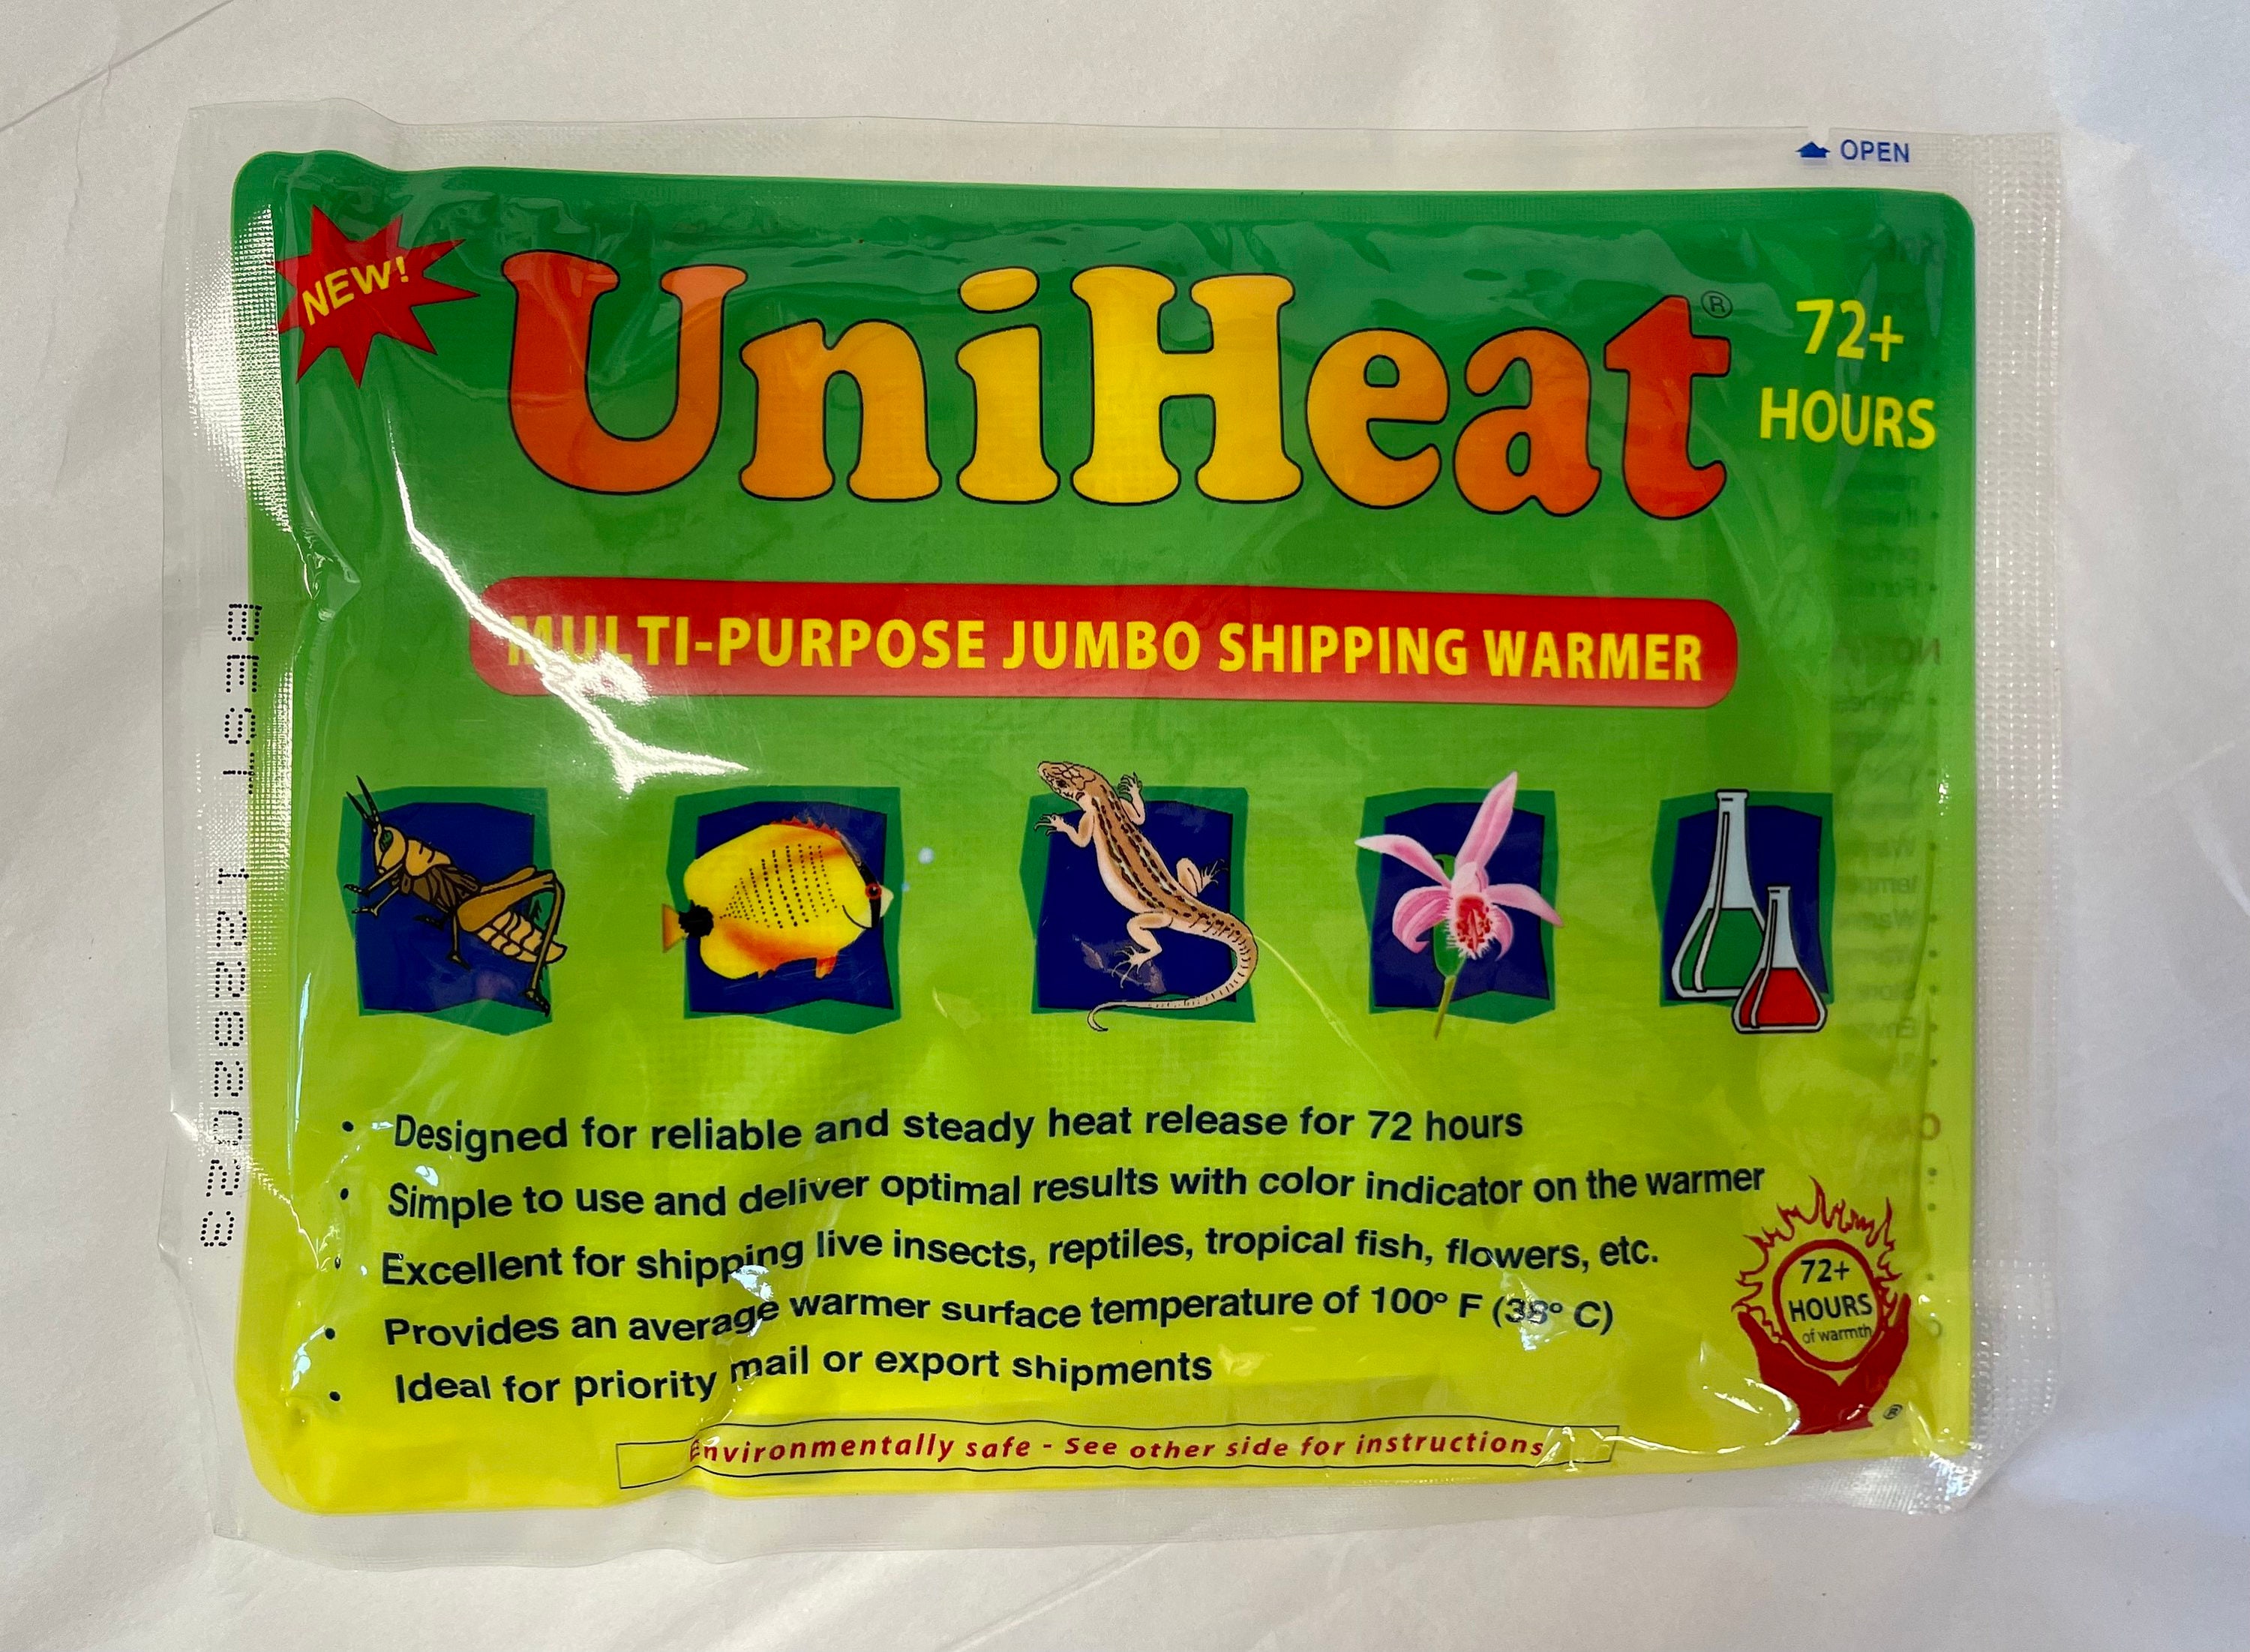 OPEN
NEW!
UniHeat®
72+
HOURS
MULTI-PURPOSE JUMBO SHIPPING WARMER
• Designed for reliable and steady heat release for 72 hours
• Simple to use and deliver optimal results with color indicator on the warmer
• Excellent for shipping live insects, reptiles, tropical fish, flowers, etc.
• Provides an average warmer surface temperature of 100° F (38° C)
• Ideal for priority mail or export shipments
72+
HOURS
of warmth
®
Environmentally safe - See other side for instructions
BEST 12282023